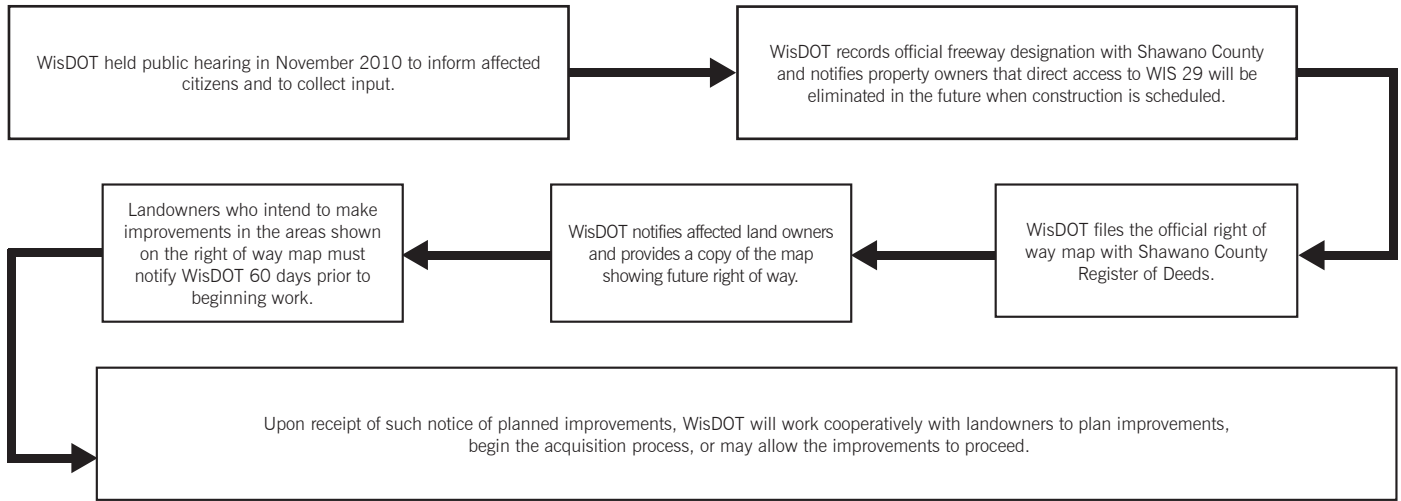 WisDOT held public hearing in November 2010 to inform affected
citizens and to collect input.
WisDOT records official freeway designation with Shawano County
and notifies property owners that direct access to WIS 29 will be
eliminated in the future when construction is scheduled.
WisDOT files the official right of
way map with Shawano County
Register of Deeds.
WisDOT notifies affected land owners
and provides a copy of the map
showing future right of way.
Landowners who intend to make
improvements in the areas shown
on the right of way map must
notify WisDOT 60 days prior to
beginning work.
Upon receipt of such notice of planned improvements, WisDOT will work cooperatively with landowners to plan improvements,
begin the acquisition process, or may allow the improvements to proceed.